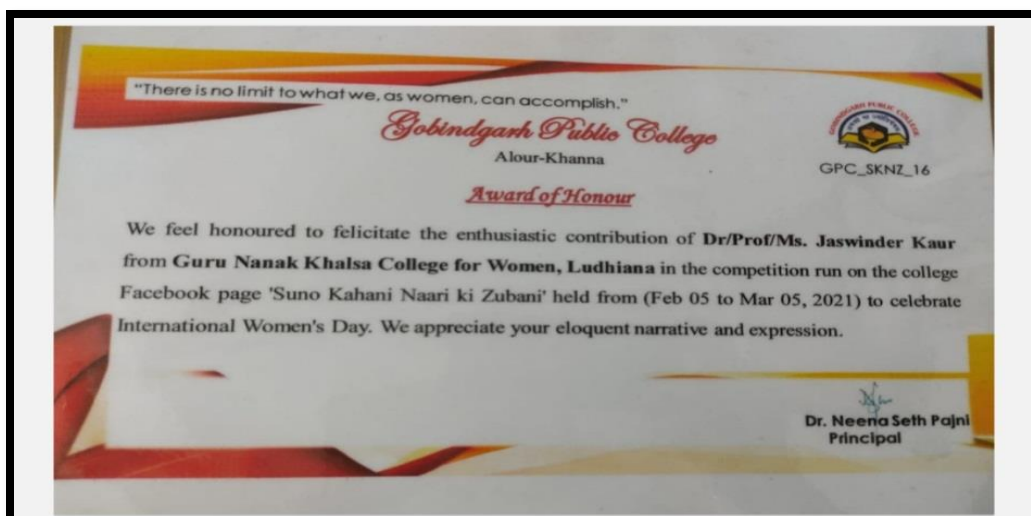 "There is no limit to what we, as women, can accomplish."
Gobindgarh Public College
Alour-Khanna
GOBINDGARH PUBLIC COLLEGE
GPC_SKNZ_16
Award of Honour
We feel honoured to felicitate the enthusiastic contribution of Dr/Prof/Ms. Jaswinder Kaur
from Guru Nanak Khalsa College for Women, Ludhiana in the competition run on the college
Facebook page 'Suno Kahani Naari ki Zubani' held from (Feb 05 to Mar 05, 2021) to celebrate
International Women's Day. We appreciate your eloquent narrative and expression.
Dr. Neena Seth Pajni
Principal